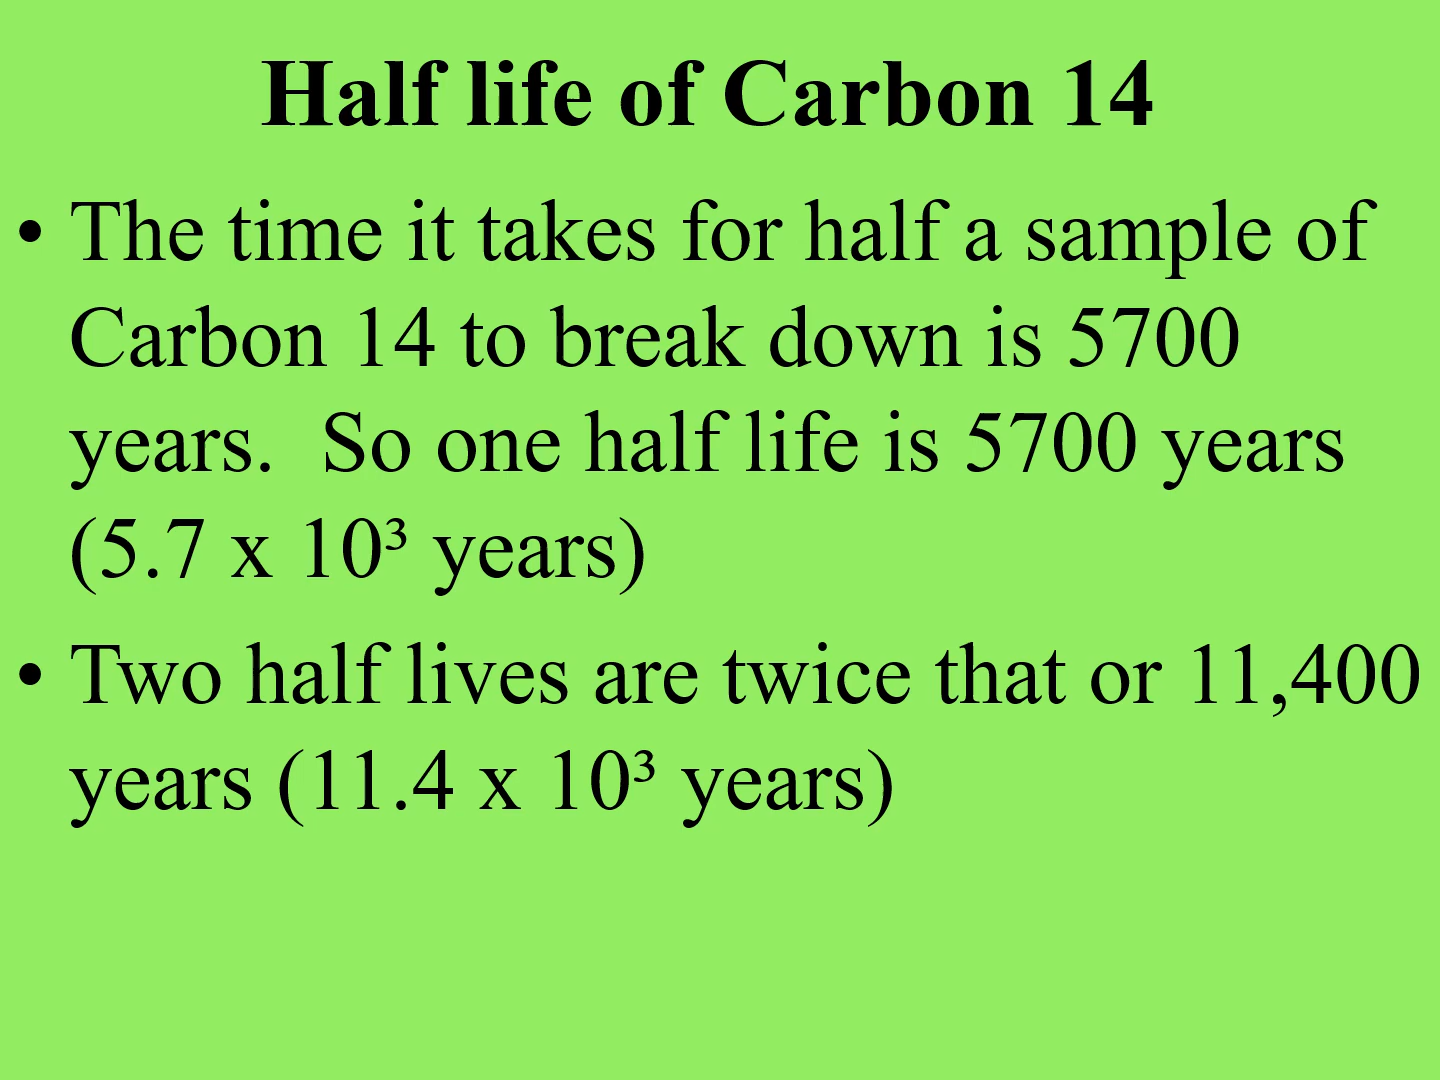 Half life of Carbon 14
• The time it takes for half a sample of
Carbon 14 to break down is 5700
years.  So one half life is 5700 years
(5.7 x 10³ years)
• Two half lives are twice that or 11,400
years (11.4 x 10³ years)